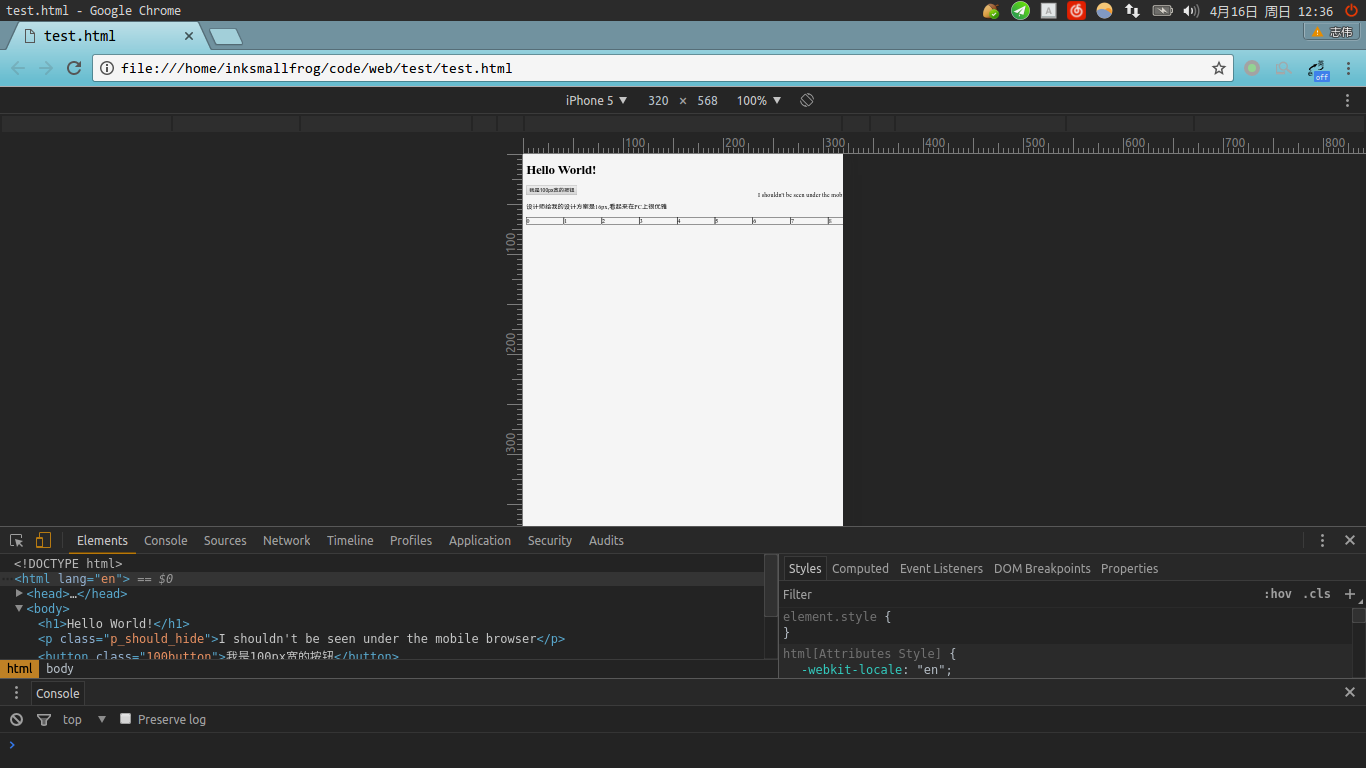 test.html - Google Chrome
4月16日 周日 12:36
test.html
志伟
file:///home/inksmallfrog/code/web/test/test.html
off
iPhone 5 ▼ 320 × 568 100% ▼
100 200 300 400 500 600 700 800
Hello World!
我是100px宽的按钮
I shouldn't be seen under the mob
设计师给我的设计方案是16px,看起来在PC上很优雅
0 1 2 3 4 5 6 7 8
100
200
300
Elements Console Sources Network Timeline Profiles Application Security Audits
<!DOCTYPE html>
<html lang="en"> == $0
<head>…</head>
<body>
<h1>Hello World!</h1>
<p class="p_should_hide">I shouldn't be seen under the mobile browser</p>
<button class="100button">我是100px宽的按钮</button>
html body
Styles Computed Event Listeners DOM Breakpoints Properties
Filter :hov .cls +
element.style {
}
html[Attributes Style] {
-webkit-locale: "en";
Console
top ▼ Preserve log
>